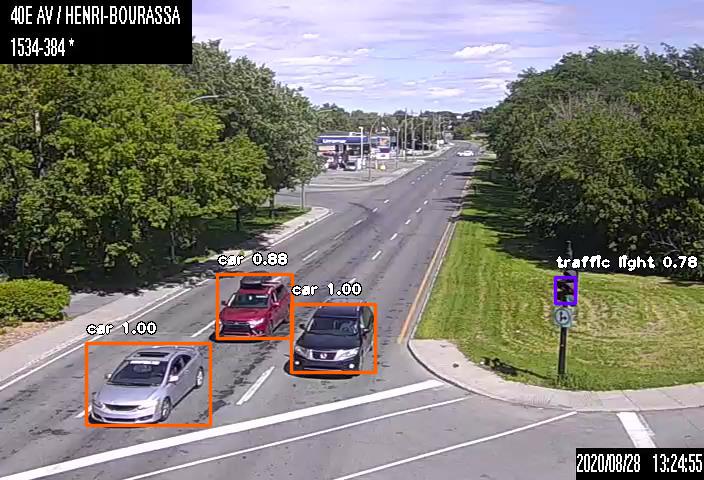 40E AV / HENRI-BOURASSA
1534-384 *
car 0.88
car 1.00
traffic light 0.78
car 1.00
2020/08/28 13:24:55